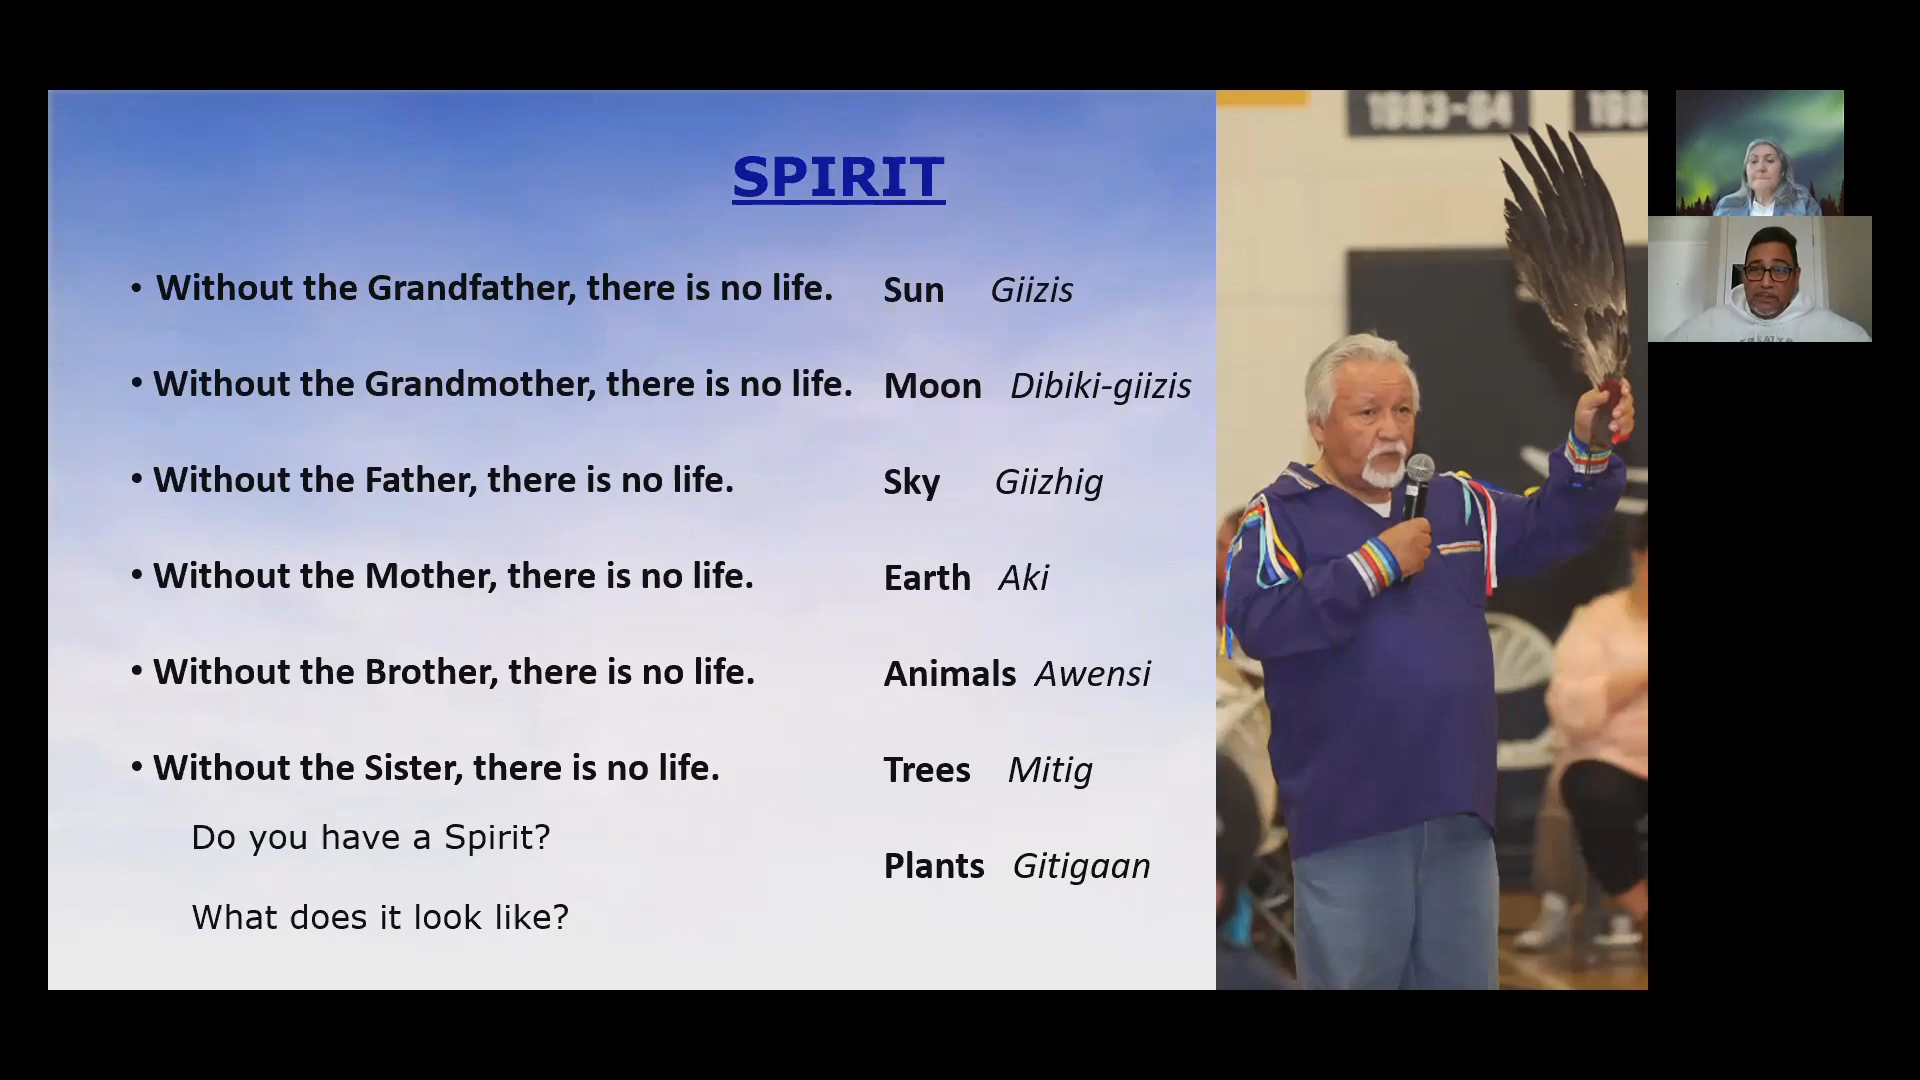 SPIRIT
• Without the Grandfather, there is no life. Sun Giizis
• Without the Grandmother, there is no life. Moon Dibiki-giizis
• Without the Father, there is no life. Sky Giizhig
• Without the Mother, there is no life. Earth Aki
• Without the Brother, there is no life. Animals Awensi
• Without the Sister, there is no life. Trees Mitig
Do you have a Spirit?
Plants Gitigaan
What does it look like?
1983-84